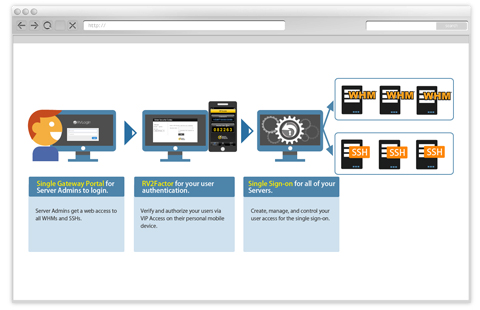 http://
WHM WHM WHM
002283
SSH SSH SSH
Single Gateway Portal for
Server Admins to login.
RV2Factor for your user
authentication.
Single Sign-on for all of your
Servers.
Server Admins get a web access to
all WHMs and SSHs.
Verify and authorize your users via
VIP Access on their personal mobile
device.
Create, manage, and control your
user access for the single sign-on.